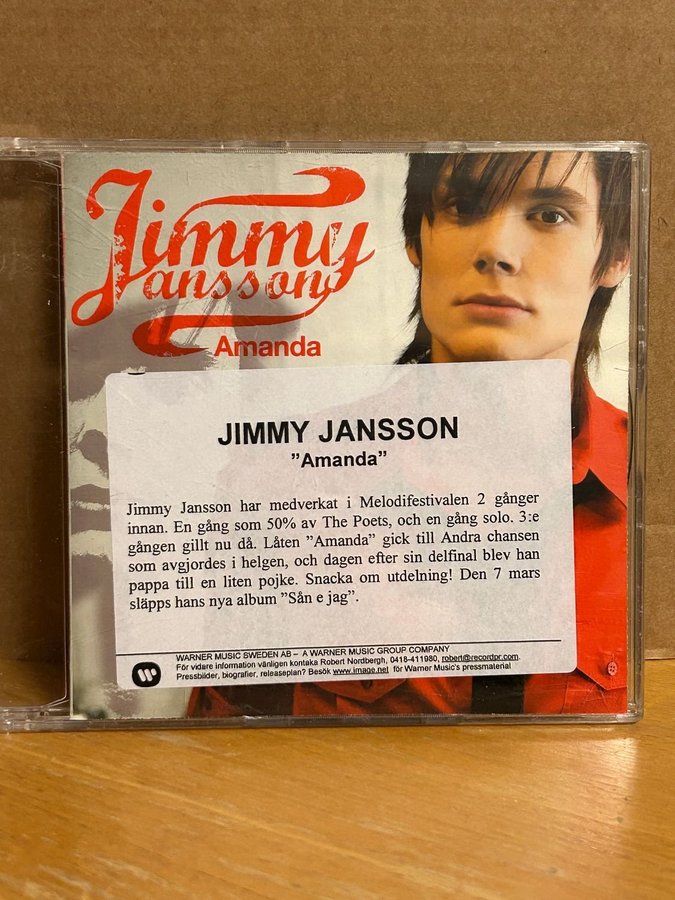 Jimmy
Jansson
Amanda
JIMMY JANSSON
”Amanda”
Jimmy Jansson har medverkat i Melodifestivalen 2 gånger
innan. En gång som 50% av The Poets, och en gång solo. 3:e
gången gillt nu då. Låten ”Amanda” gick till Andra chansen
som avgjordes i helgen, och dagen efter sin delfinal blev han
pappa till en liten pojke. Snacka om utdelning! Den 7 mars
släpps hans nya album ”Sån e jag”.
WARNER MUSIC SWEDEN AB – A WARNER MUSIC GROUP COMPANY
För vidare information vänligen kontaka Robert Nordbergh, 0418-411980, robert@recordpr.com.
Pressbilder, biografier, releaseplan? Besök www.image.net för Warner Music's pressmaterial